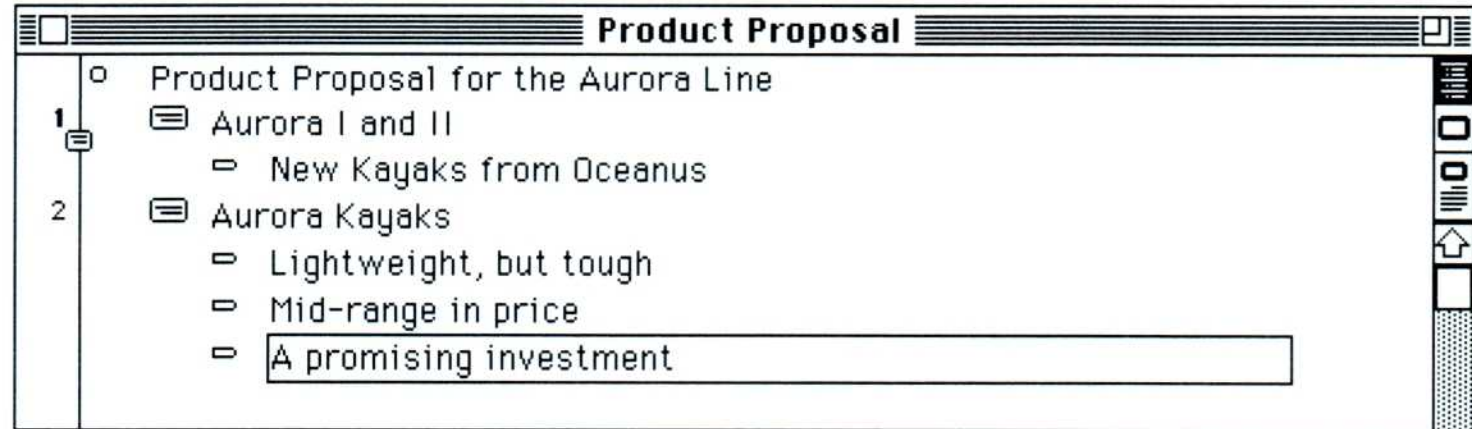 Product Proposal
Product Proposal for the Aurora Line
1 Aurora I and II
New Kayaks from Oceanus
2 Aurora Kayaks
Lightweight, but tough
Mid-range in price
A promising investment